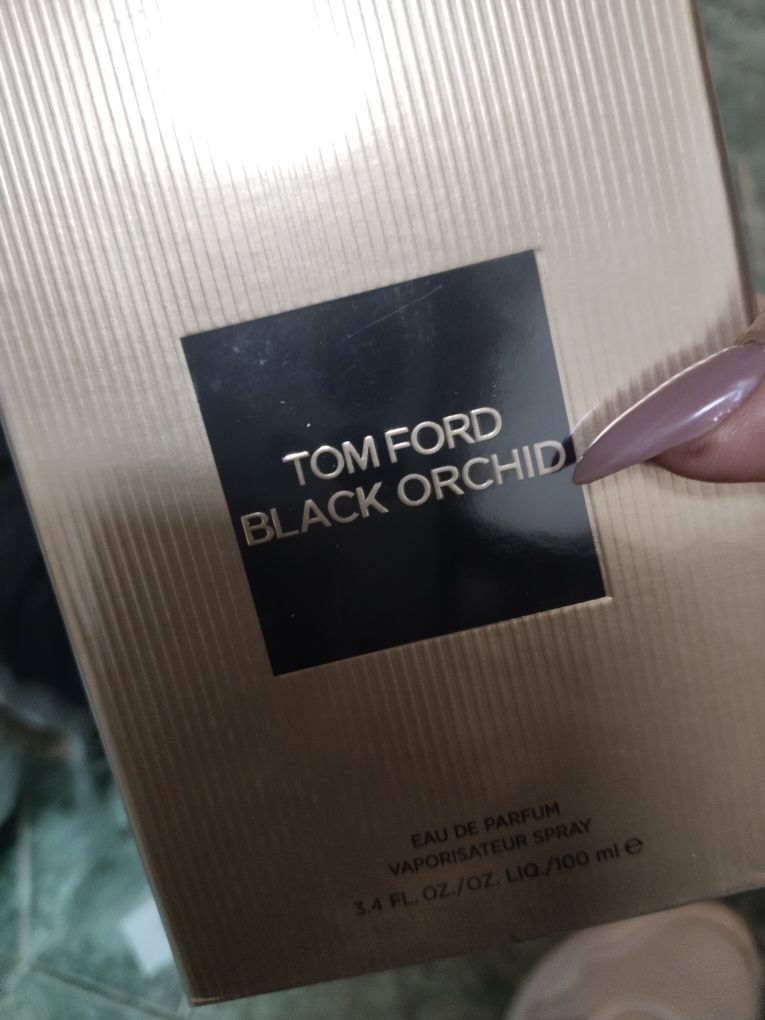 TOM FORD
BLACK ORCHID
EAU DE PARFUM
VAPORISATEUR SPRAY
3.4 FL. OZ./OZ. LIQ./100 ml ℮